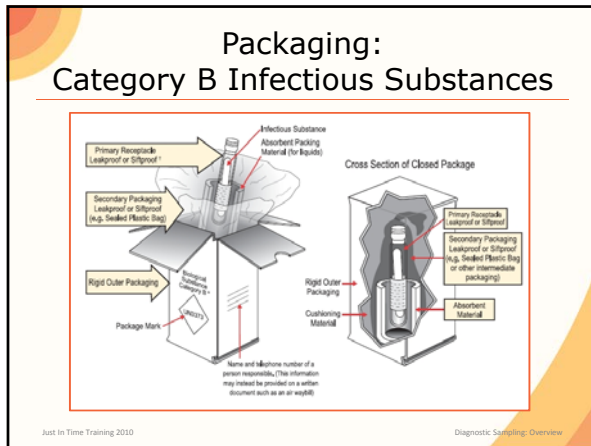 Packaging:
Category B Infectious Substances
Infectious Substance
Absorbent Packing
Material (for liquids)
Primary Receptacle
Leakproof or Siftproof †
Secondary Packaging
Leakproof or Siftproof
(e.g. Sealed Plastic Bag)
Rigid Outer Packaging
Biological
Substance
Category B *
UN3373
Package Mark
Name and telephone number of a
person responsible. (This information
may instead be provided on a written
document such as an air waybill)
Cross Section of Closed Package
Primary Receptacle
Leakproof or Siftproof
Secondary Packaging
Leakproof or Siftproof
(e.g, Sealed Plastic Bag
or other intermediate
packaging)
Rigid Outer
Packaging
Cushioning
Material
Absorbent
Material
Just In Time Training 2010
Diagnostic Sampling: Overview